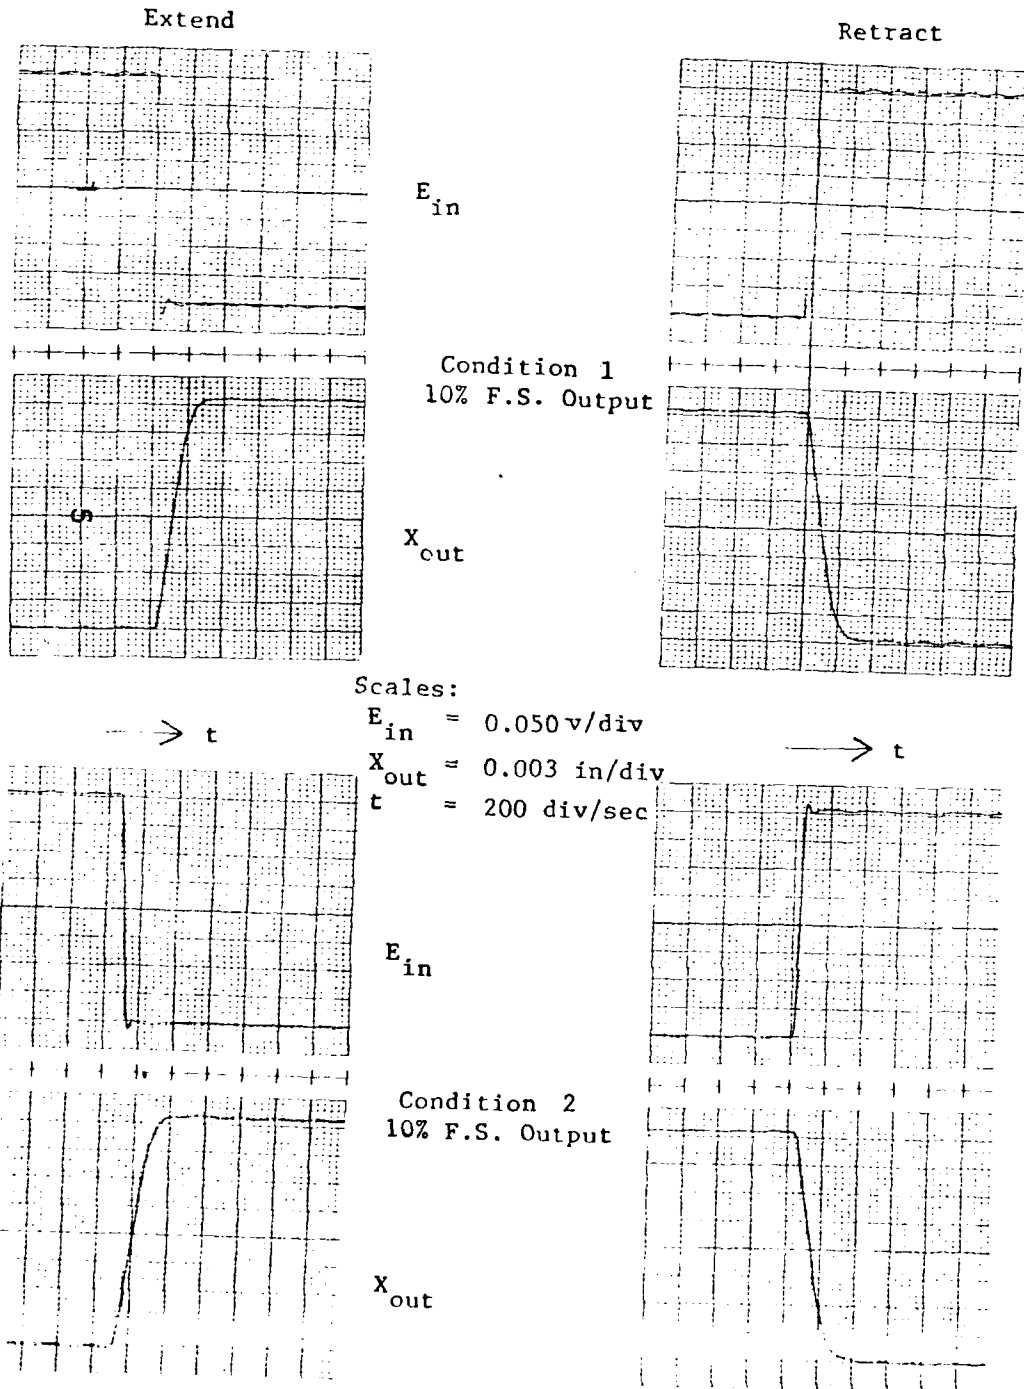 Extend
Retract
E_in
Condition 1
10% F.S. Output
5
X_out
Scales:
E_in = 0.050 v/div
X_out = 0.003 in/div
t = 200 div/sec
t
t
E_in
Condition 2
10% F.S. Output
X_out